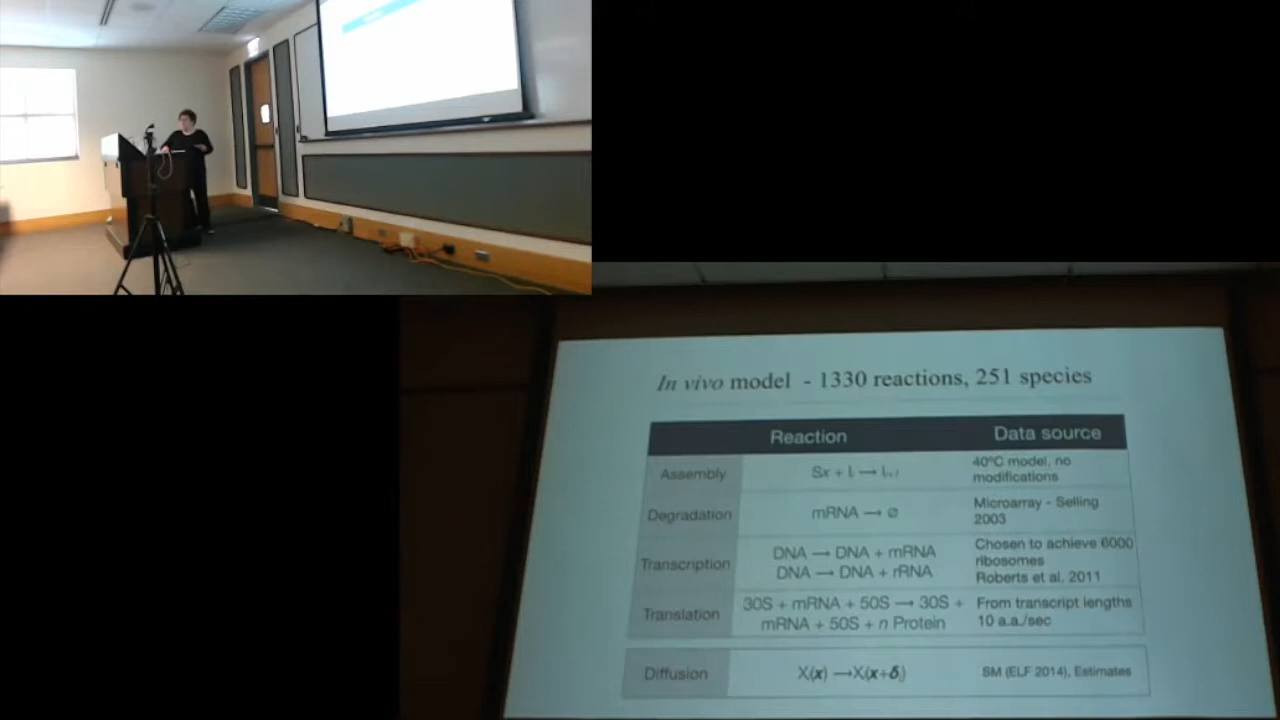 In vivo model - 1330 reactions, 251 species
Reaction
Data source
Assembly
40ºC model, no
modifications
Degradation
mRNA → ∅
Microarray - Selling
2003
Transcription
DNA → DNA + mRNA
DNA → DNA + rRNA
Chosen to achieve 6000
ribosomes
Roberts et al. 2011
Translation
30S + mRNA + 50S → 30S +
mRNA + 50S + n Protein
From transcript lengths
10 a.a./sec
Diffusion
SM (ELF 2014), Estimates